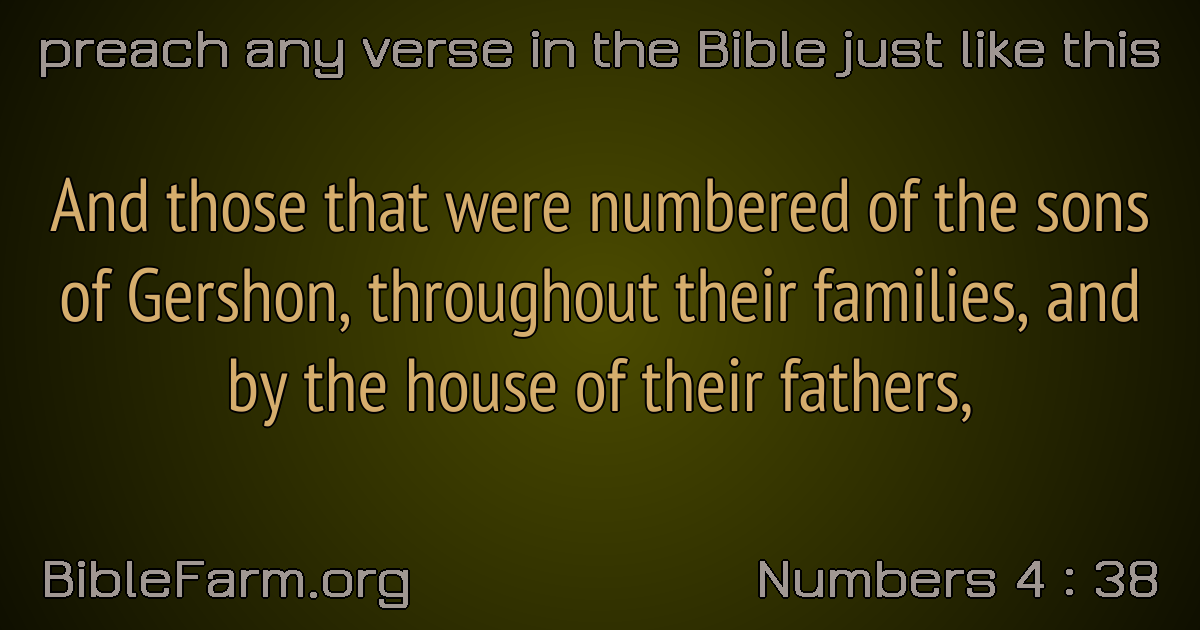 preach any verse in the Bible just like this
And those that were numbered of the sons
of Gershon, throughout their families, and
by the house of their fathers,
BibleFarm.org
Numbers 4 : 38